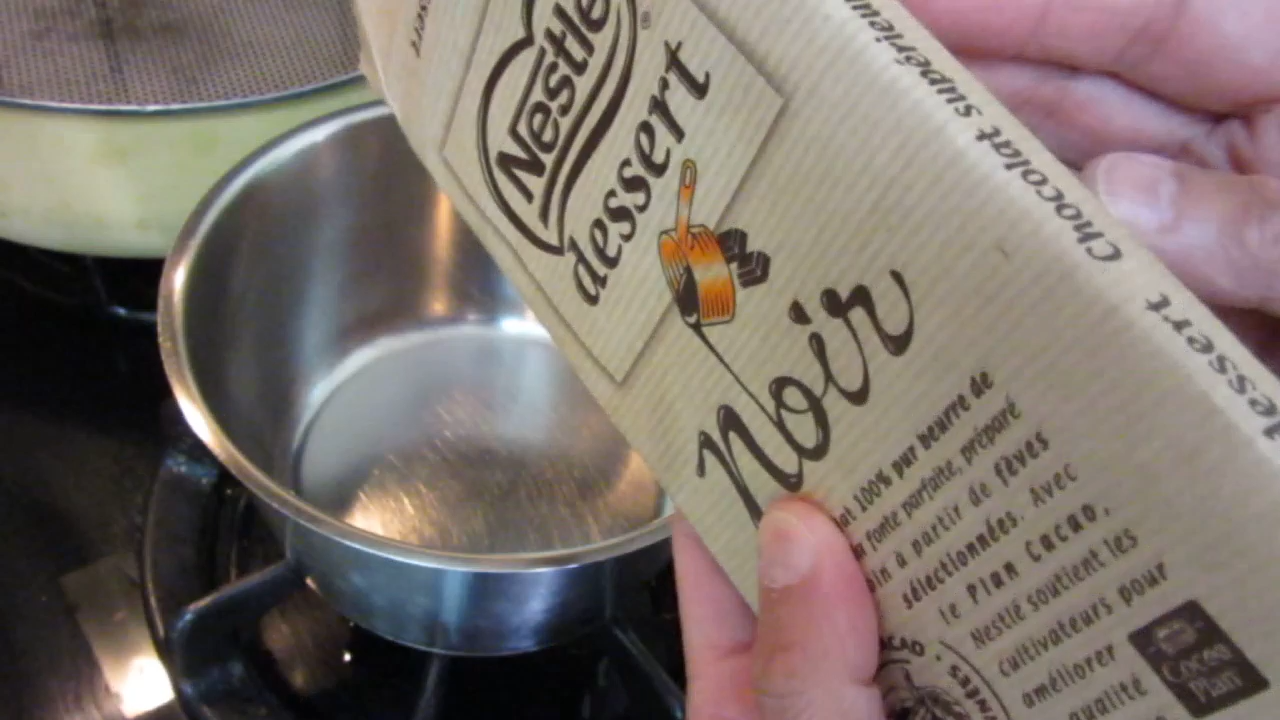 Nestlé
dessert
Noir
100% pur beurre de
fonte parfaite, préparé
à partir de fèves
sélectionnées. Avec
le Plan Cacao,
Nestlé soutient les
cultivateurs pour
améliorer
qualité
Cocoa
Plan
CACAO
Chocolat supérieur
dessert